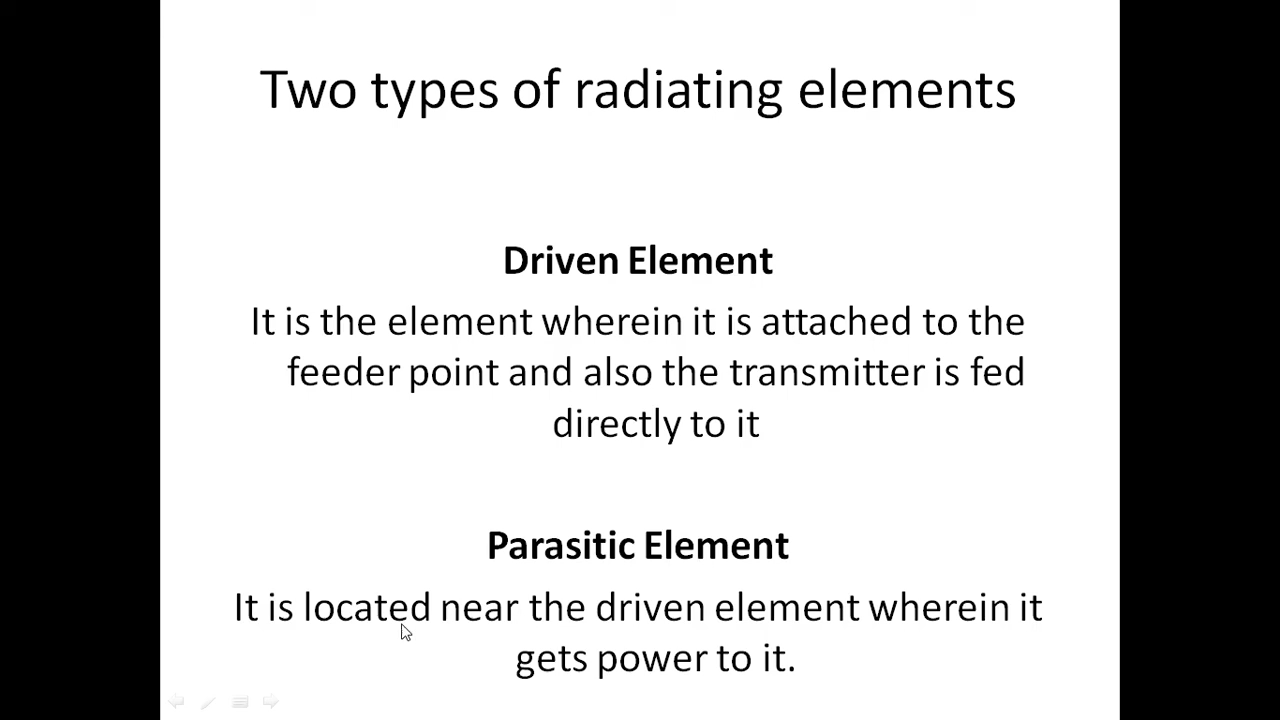 Two types of radiating elements
Driven Element
It is the element wherein it is attached to the
feeder point and also the transmitter is fed
directly to it
Parasitic Element
It is located near the driven element wherein it
gets power to it.